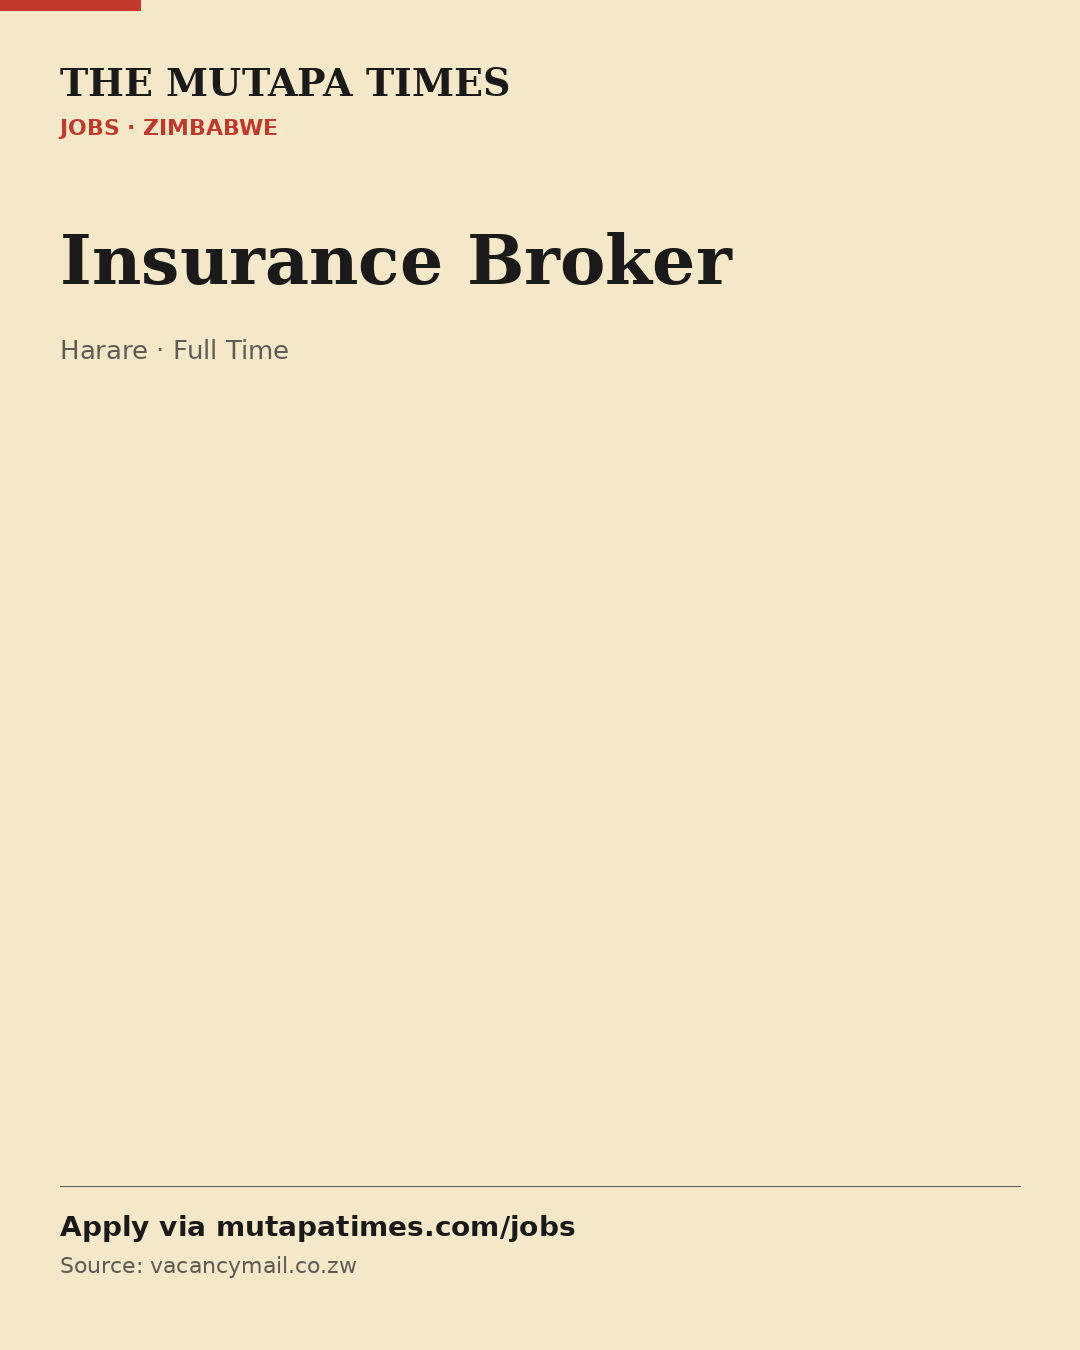 THE MUTAPA TIMES
JOBS · ZIMBABWE
Insurance Broker
Harare · Full Time
Apply via mutapatimes.com/jobs
Source: vacancymail.co.zw